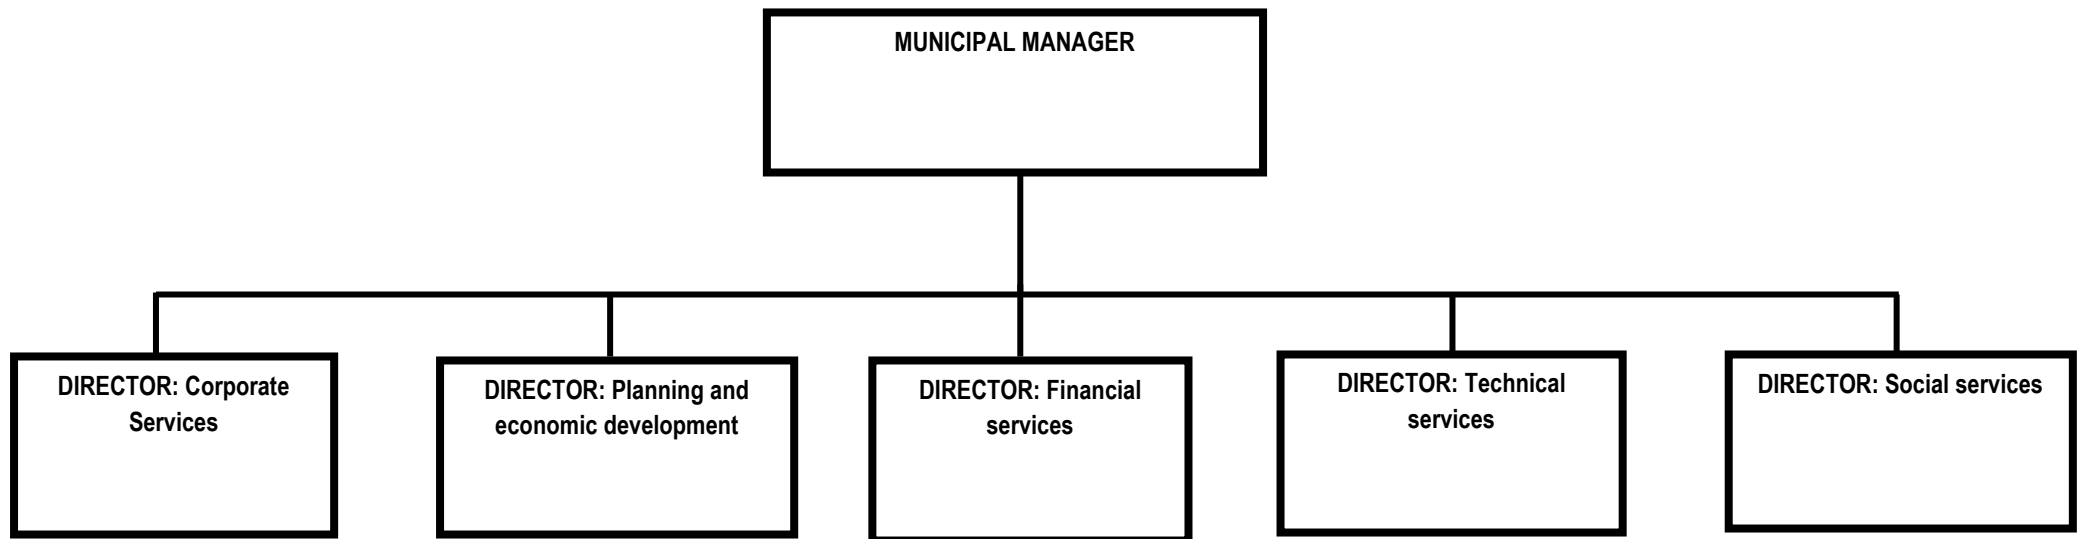 MUNICIPAL MANAGER
DIRECTOR: Corporate
Services
DIRECTOR: Planning and
economic development
DIRECTOR: Financial
services
DIRECTOR: Technical
services
DIRECTOR: Social services